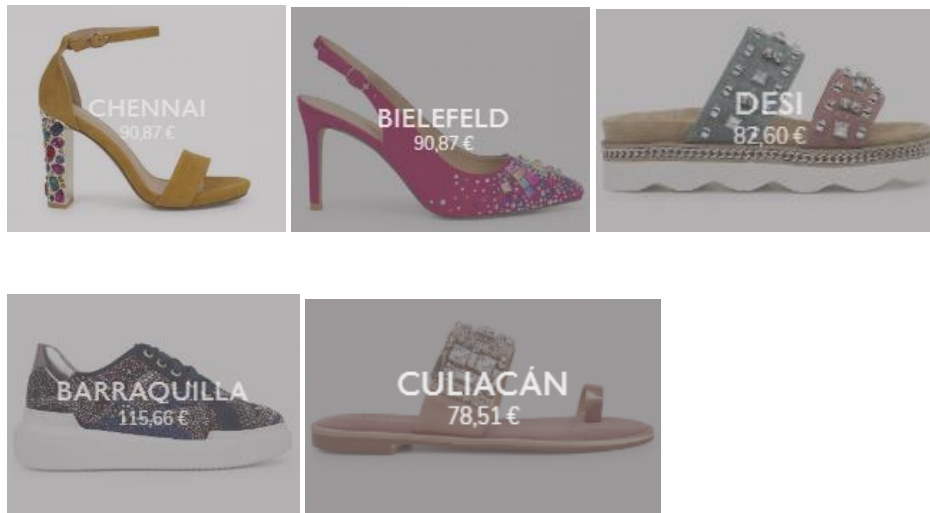 CHENNAI
90,87 €
BIELEFELD
90,87 €
DESI
82,60 €
BARRAQUILLA
115,66 €
CULIACÁN
78,51 €